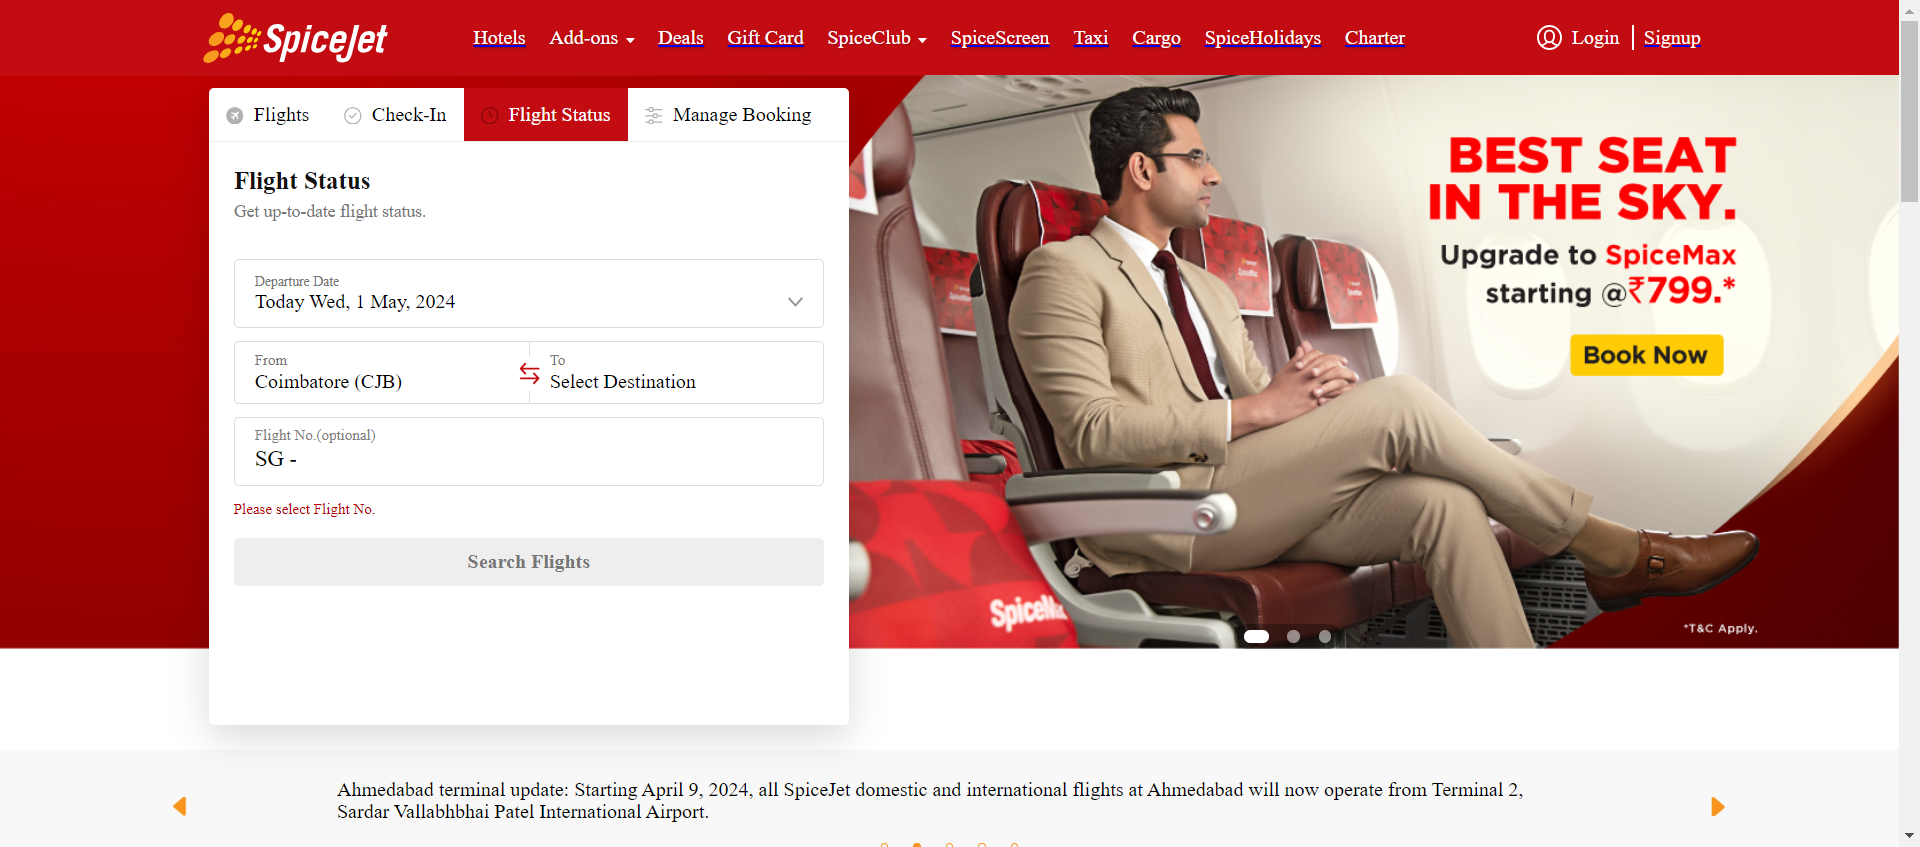 SpiceJet
Hotels
Add-ons
Deals
Gift Card
SpiceClub
SpiceScreen
Taxi
Cargo
SpiceHolidays
Charter
Login
Signup
Flights
Check-In
Flight Status
Manage Booking
Flight Status
Get up-to-date flight status.
Departure Date
Today Wed, 1 May, 2024
From
Coimbatore (CJB)
To
Select Destination
Flight No.(optional)
SG -
Please select Flight No.
Search Flights
BEST SEAT
IN THE SKY.
Upgrade to SpiceMax
starting @₹799.*
Book Now
*T&C Apply.
Ahmedabad terminal update: Starting April 9, 2024, all SpiceJet domestic and international flights at Ahmedabad will now operate from Terminal 2,
Sardar Vallabhbhai Patel International Airport.